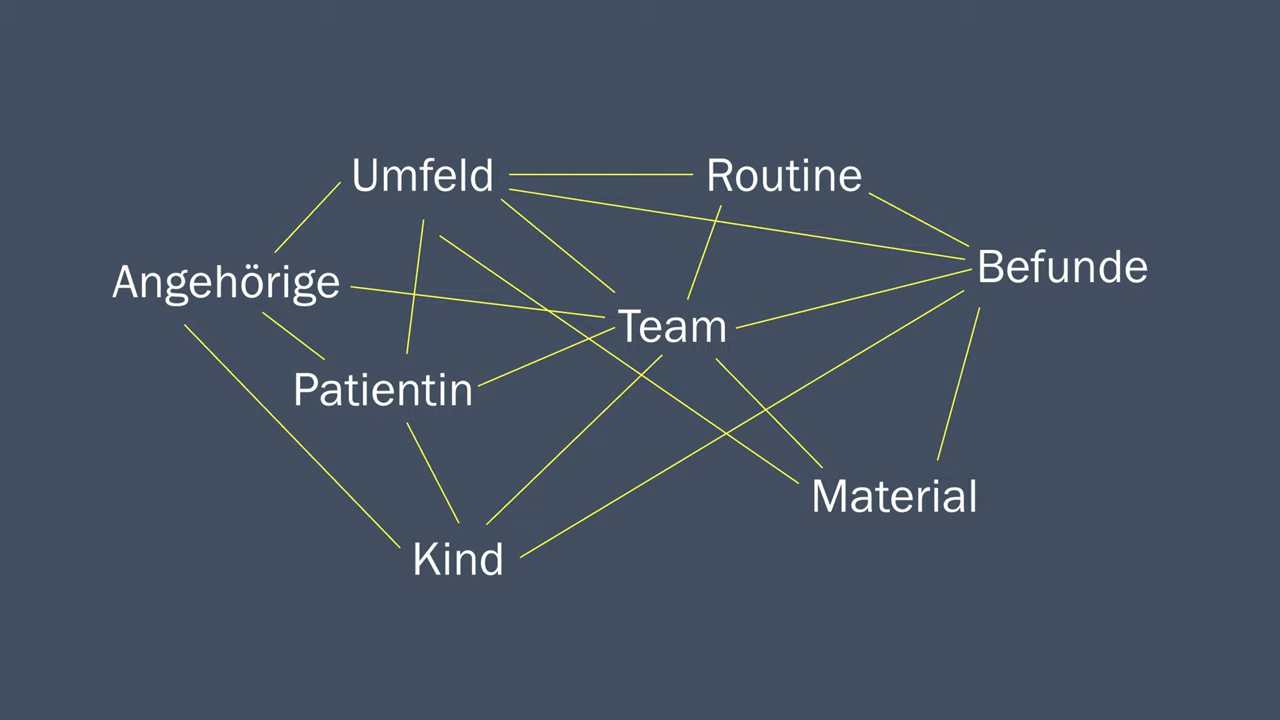 Umfeld
Routine
Befunde
Angehörige
Team
Patientin
Material
Kind